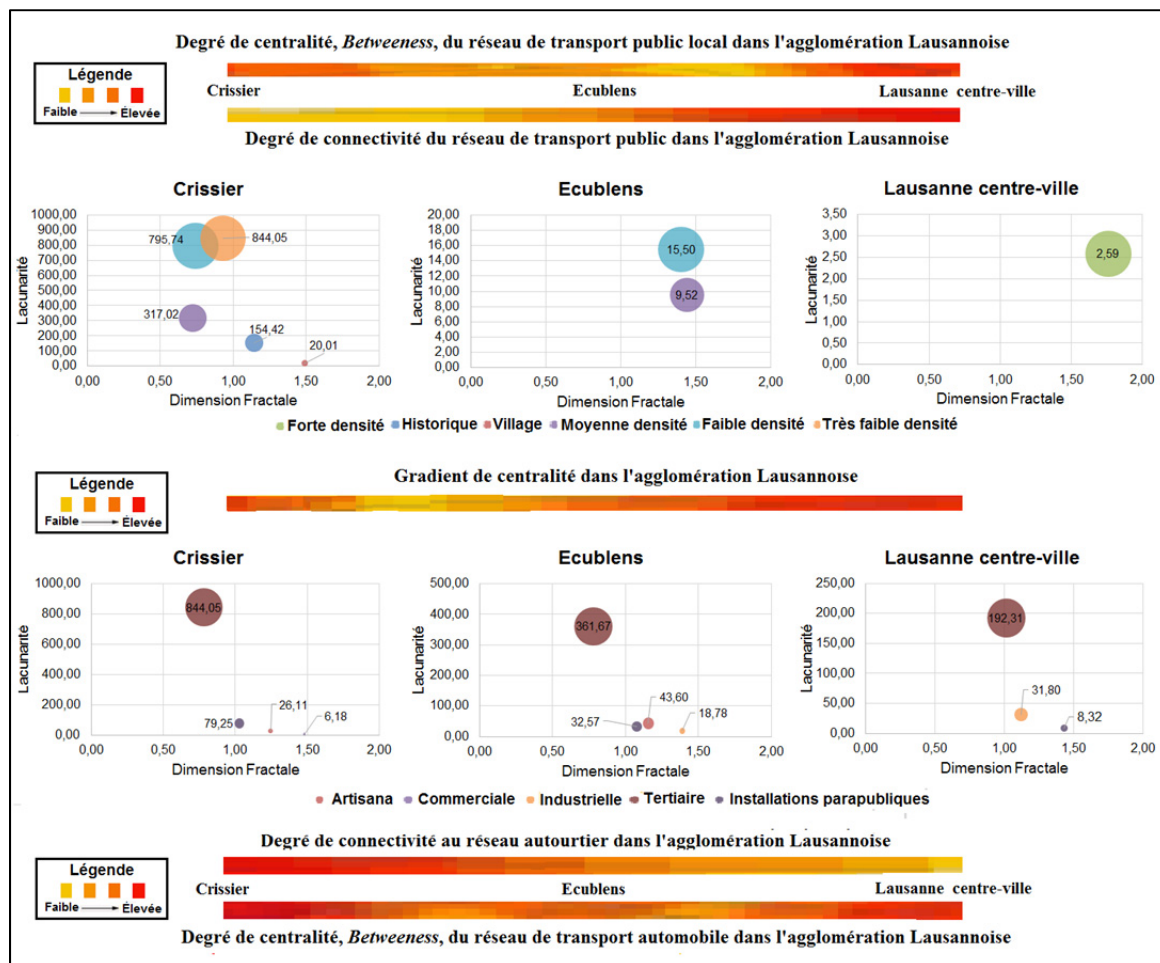 Degré de centralité, Betweeness, du réseau de transport public local dans l'agglomération Lausannoise
Légende
Faible Élevée
Crissier Ecublens Lausanne centre-ville
Degré de connectivité du réseau de transport public dans l'agglomération Lausannoise
Crissier
Lacunarité
1000,00
900,00
800,00
700,00
600,00
500,00
400,00
300,00
200,00
100,00
0,00
795,74
844,05
317,02
154,42
20,01
0,00 0,50 1,00 1,50 2,00
Dimension Fractale
Ecublens
Lacunarité
20,00
18,00
16,00
14,00
12,00
10,00
8,00
6,00
4,00
2,00
0,00
15,50
9,52
0,00 0,50 1,00 1,50 2,00
Dimension Fractale
Lausanne centre-ville
Lacunarité
3,50
3,00
2,50
2,00
1,50
1,00
0,50
0,00
2,59
0,00 0,50 1,00 1,50 2,00
Dimension Fractale
Forte densité Historique Village Moyenne densité Faible densité Très faible densité
Légende
Faible Élevée
Gradient de centralité dans l'agglomération Lausannoise
Crissier
Lacunarité
1000,00
800,00
600,00
400,00
200,00
0,00
844,05
79,25
26,11
6,18
0,00 0,50 1,00 1,50 2,00
Dimension Fractale
Ecublens
Lacunarité
500,00
400,00
300,00
200,00
100,00
0,00
361,67
32,57
43,60
18,78
0,00 0,50 1,00 1,50 2,00
Dimension Fractale
Lausanne centre-ville
Lacunarité
250,00
200,00
150,00
100,00
50,00
0,00
192,31
31,80
8,32
0,00 0,50 1,00 1,50 2,00
Dimension Fractale
Artisana Commerciale Industrielle Tertiaire Installations parapubliques
Degré de connectivité au réseau autourtier dans l'agglomération Lausannoise
Légende
Faible Élevée
Crissier Ecublens Lausanne centre-ville
Degré de centralité, Betweeness, du réseau de transport automobile dans l'agglomération Lausannoise